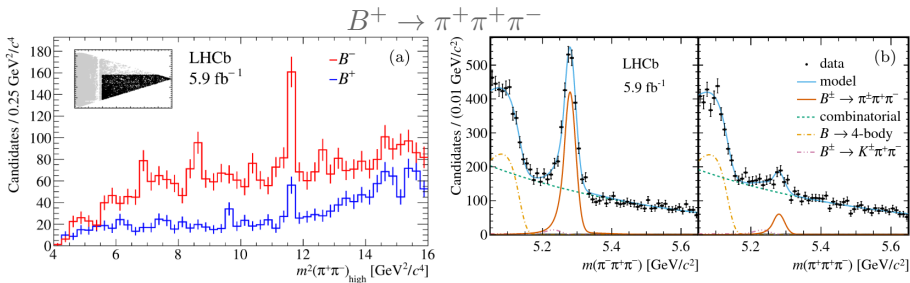 B⁺ → π⁺π⁺π⁻
Candidates / 0.25 GeV²/c⁴
180
160
140
120
100
80
60
40
20
0
LHCb
5.9 fb⁻¹
B⁻
B⁺
(a)
4 6 8 10 12 14 16
m²(π⁺π⁻)high [GeV²/c⁴]
Candidates / (0.01 GeV/c²)
500
400
300
200
100
0
LHCb
5.9 fb⁻¹
5.2 5.4 5.6
m(π⁻π⁺π⁻) [GeV/c²]
(b)
data
model
B± → π±π±π⁻
combinatorial
B → 4-body
B± → K±π⁺π⁻
5.2 5.4 5.6
m(π⁺π⁺π⁻) [GeV/c²]